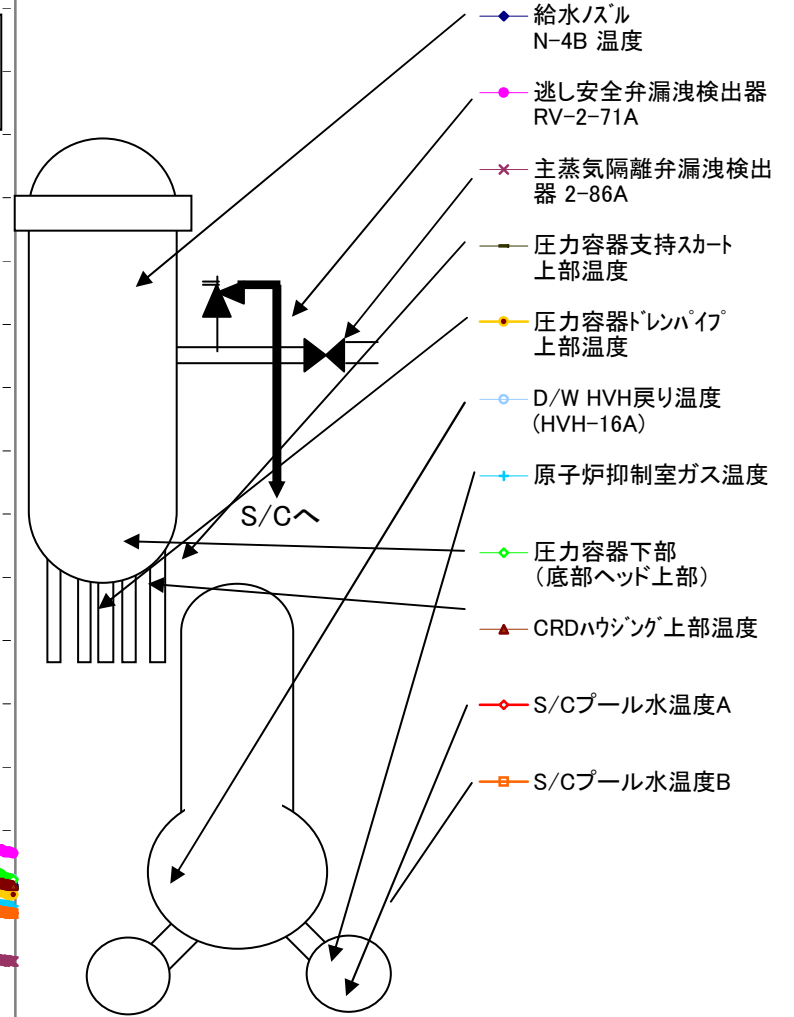 給水ノズル
N-4B 温度
逃し安全弁漏洩検出器
RV-2-71A
主蒸気隔離弁漏洩検出
器 2-86A
圧力容器支持スカート
上部温度
圧力容器ドレンパイプ
上部温度
D/W HVH戻り温度
(HVH-16A)
原子炉抑制室ガス温度
S/Cへ
圧力容器下部
（底部ヘッド上部）
CRDハウジング上部温度
S/Cプール水温度A
S/Cプール水温度B